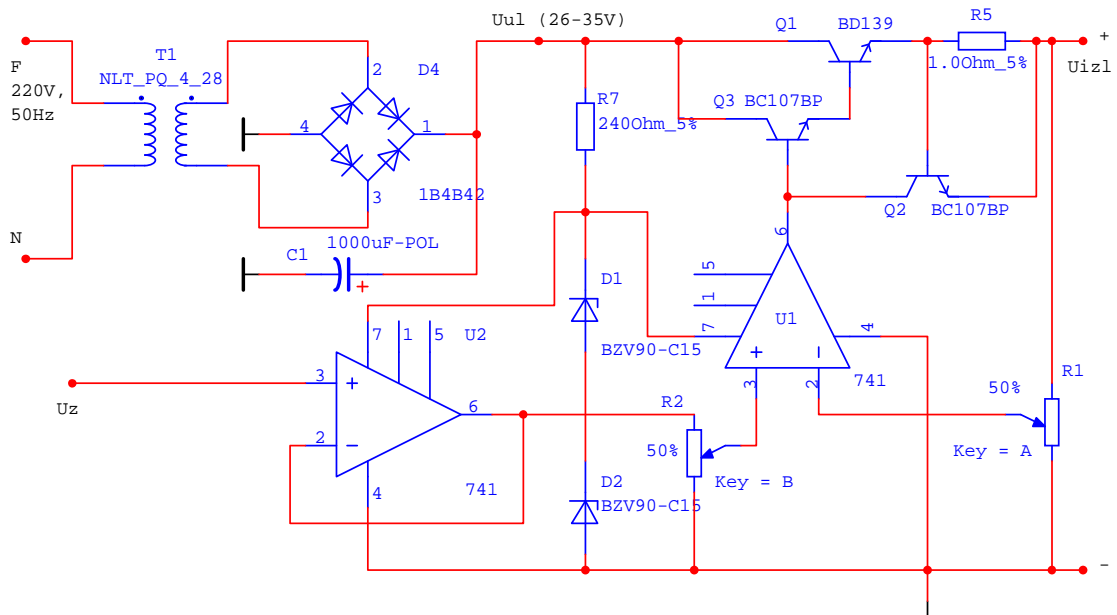 Uul (26-35V)
Q1
BD139
R5
+
F
T1
1.0Ohm_5%
Uizl
2
D4
NLT_PQ_4_28
220V,
50Hz
R7
Q3 BC107BP
240Ohm_5%
4
1
1B4B42
3
Q2
BC107BP
N
6
1000uF-POL
C1
+
5
D1
1
U1
7
1
5
U2
7
4
BZV90-C15
+
−
3
2
741
R1
3
+
50%
Uz
6
R2
2
−
50%
Key = A
4
741
D2
Key = B
BZV90-C15
-